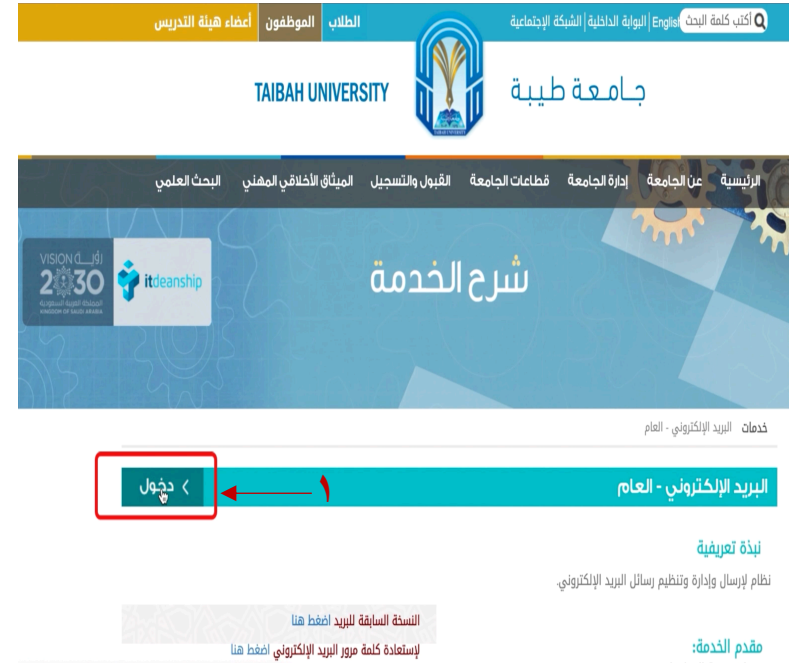 أكتب كلمة البحث English | البوابة الداخلية | الشبكة الإجتماعية
الطلاب الموظفون أعضاء هيئة التدريس
جامعة طيبة
TAIBAH UNIVERSITY
TAIBAH UNIVERSITY
الرئيسية عن الجامعة إدارة الجامعة قطاعات الجامعة القبول والتسجيل الميثاق الأخلاقي المهني البحث العلمي
شرح الخدمة
itdeanship
VISION رؤيـــة
2030
المملكة العربية السعودية
KINGDOM OF SAUDI ARABIA
خدمات البريد الإلكتروني - العام
البريد الإلكتروني - العام
١
دخول
نبذة تعريفية
نظام لإرسال وإدارة وتنظيم رسائل البريد الإلكتروني.
النسخة السابقة للبريد اضغط هنا
لإستعادة كلمة مرور البريد الإلكتروني اضغط هنا
مقدم الخدمة: